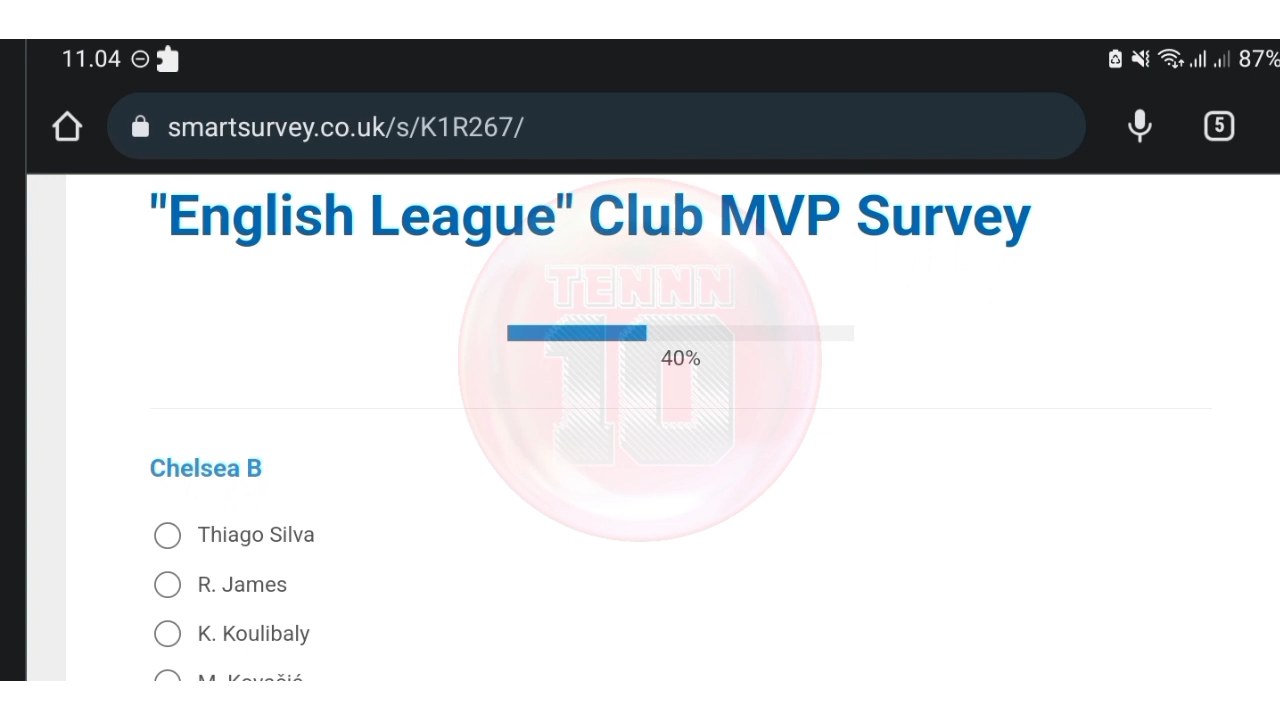 11.04
87%
smartsurvey.co.uk/s/K1R267/
5
"English League" Club MVP Survey
TENNN
10
40%
Chelsea B
Thiago Silva
R. James
K. Koulibaly
M. Kovačić